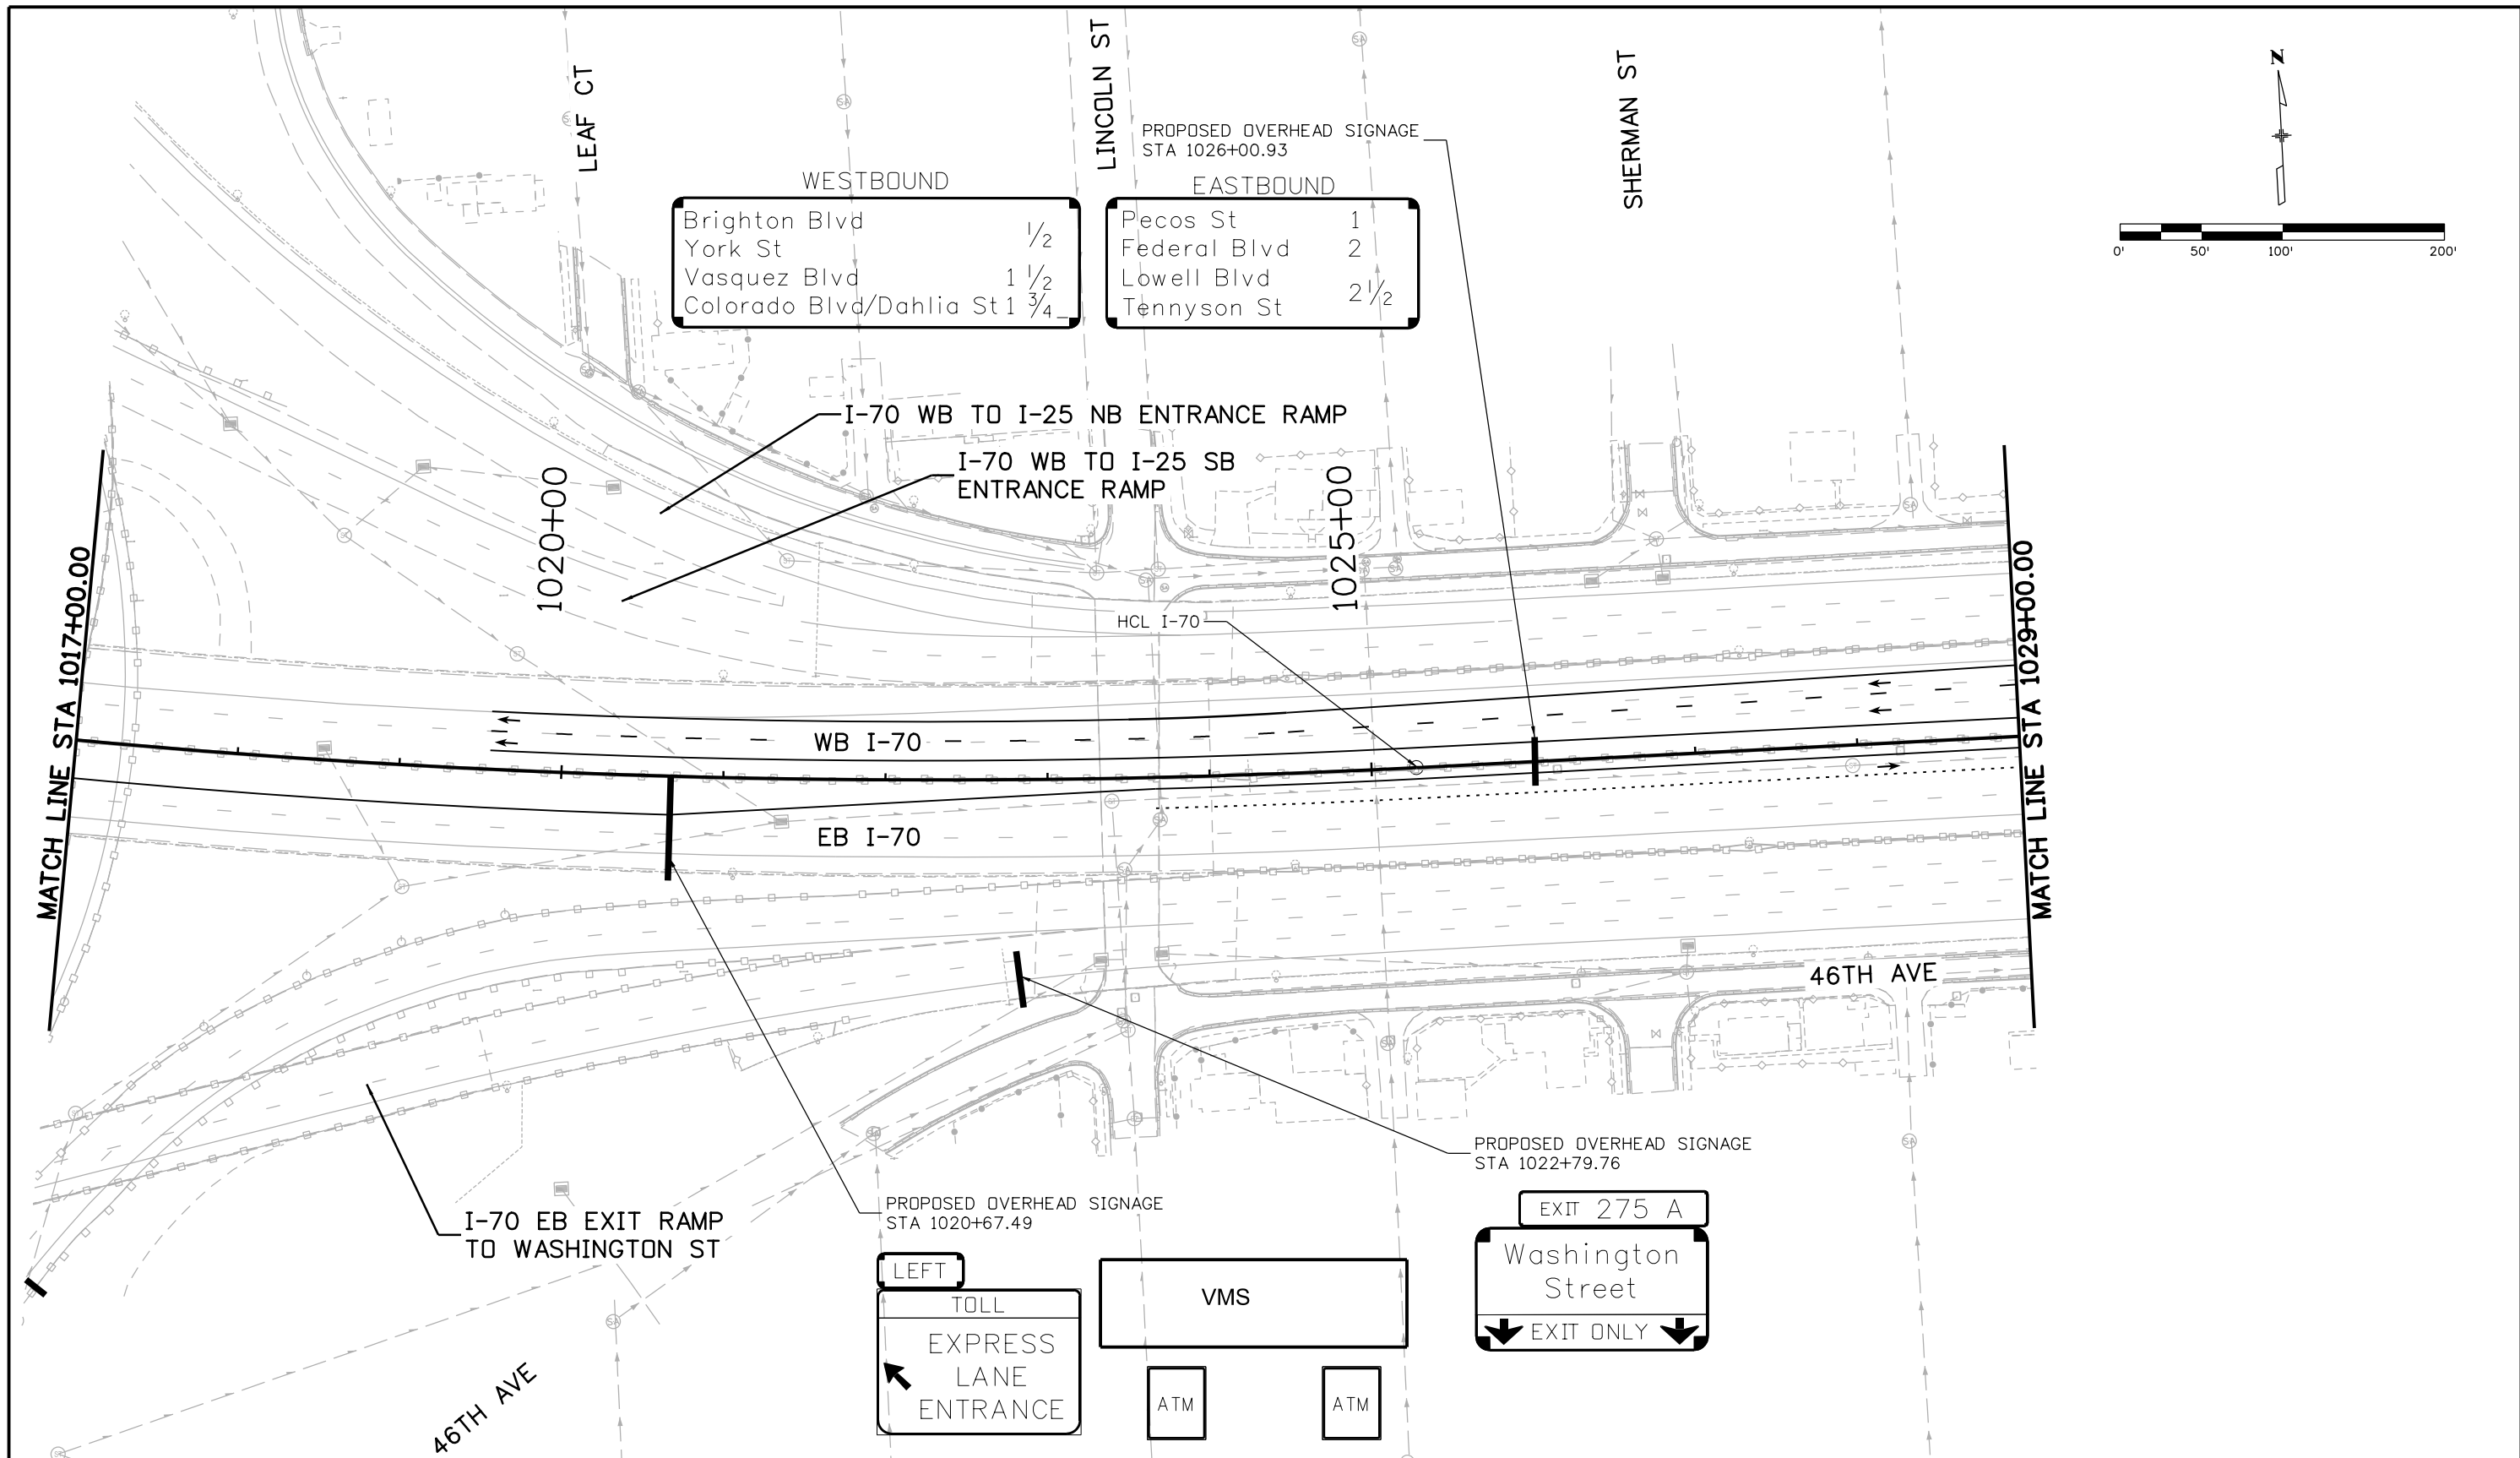 LEAF CT
LINCOLN ST
SHERMAN ST
N
0' 50' 100' 200'
PROPOSED OVERHEAD SIGNAGE
STA 1026+00.93
WESTBOUND
Brighton Blvd
York St 1/2
Vasquez Blvd 1 1/2
Colorado Blvd/Dahlia St 1 3/4
EASTBOUND
Pecos St 1
Federal Blvd 2
Lowell Blvd
Tennyson St 2 1/2
I-70 WB TO I-25 NB ENTRANCE RAMP
I-70 WB TO I-25 SB
ENTRANCE RAMP
1020+00
1025+00
HCL I-70
MATCH LINE STA 1017+00.00
MATCH LINE STA 1029+00.00
WB I-70
EB I-70
46TH AVE
PROPOSED OVERHEAD SIGNAGE
STA 1022+79.76
PROPOSED OVERHEAD SIGNAGE
STA 1020+67.49
I-70 EB EXIT RAMP
TO WASHINGTON ST
EXIT 275 A
Washington
Street
EXIT ONLY
LEFT
TOLL
EXPRESS
LANE
ENTRANCE
VMS
ATM
ATM
46TH AVE